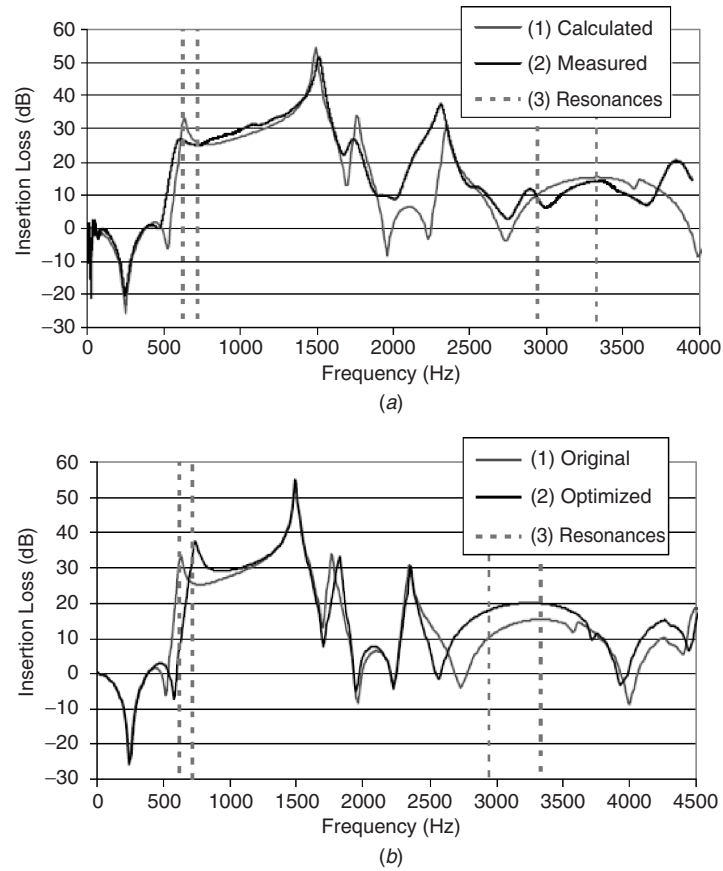 60
50
40
30
20
10
0
−10
−20
−30
Insertion Loss (dB)
(1) Calculated
(2) Measured
(3) Resonances
0 500 1000 1500 2000 2500 3000 3500 4000
Frequency (Hz)
(a)
60
50
40
30
20
10
0
−10
−20
−30
Insertion Loss (dB)
(1) Original
(2) Optimized
(3) Resonances
0 500 1000 1500 2000 2500 3000 3500 4000 4500
Frequency (Hz)
(b)